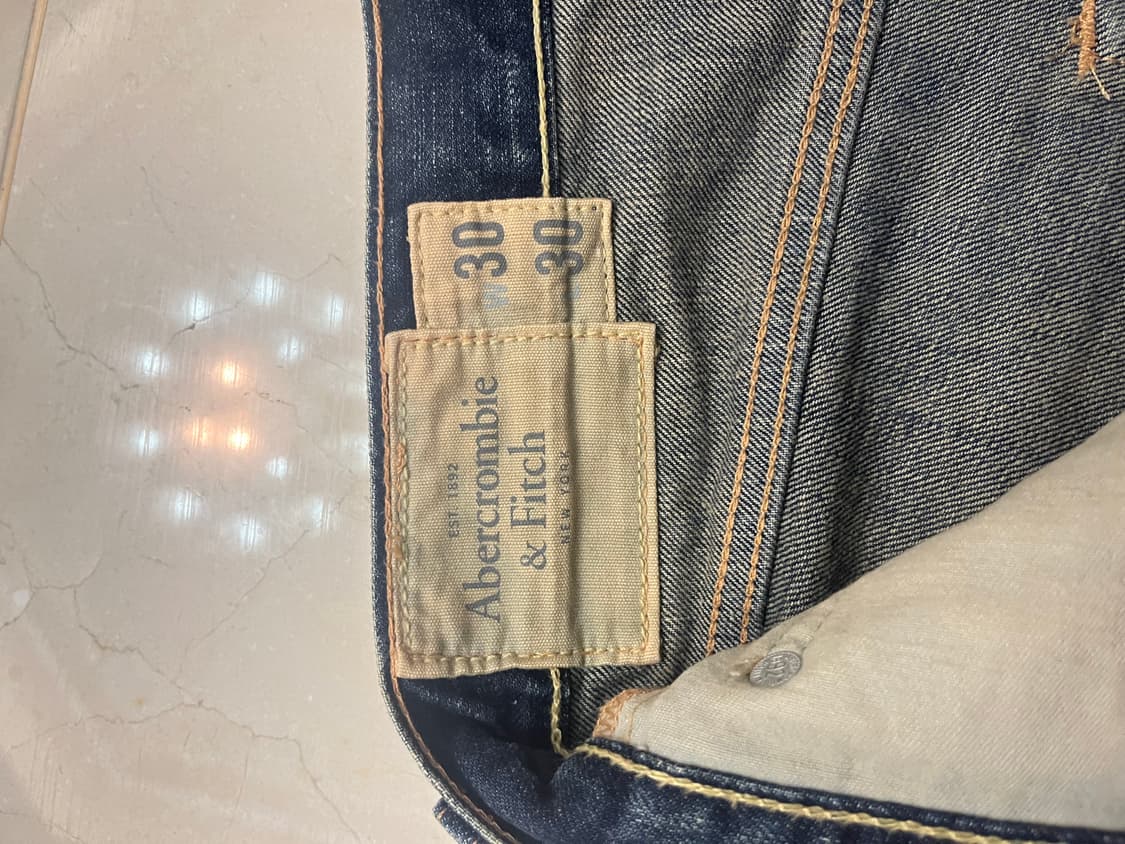 W 30
30
EST 1892
Abercrombie
& Fitch
NEW YORK